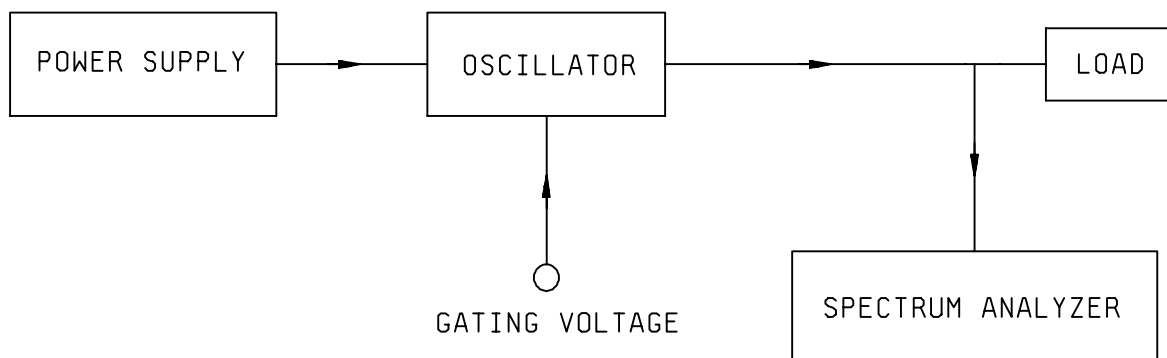 POWER SUPPLY
OSCILLATOR
LOAD
GATING VOLTAGE
SPECTRUM ANALYZER